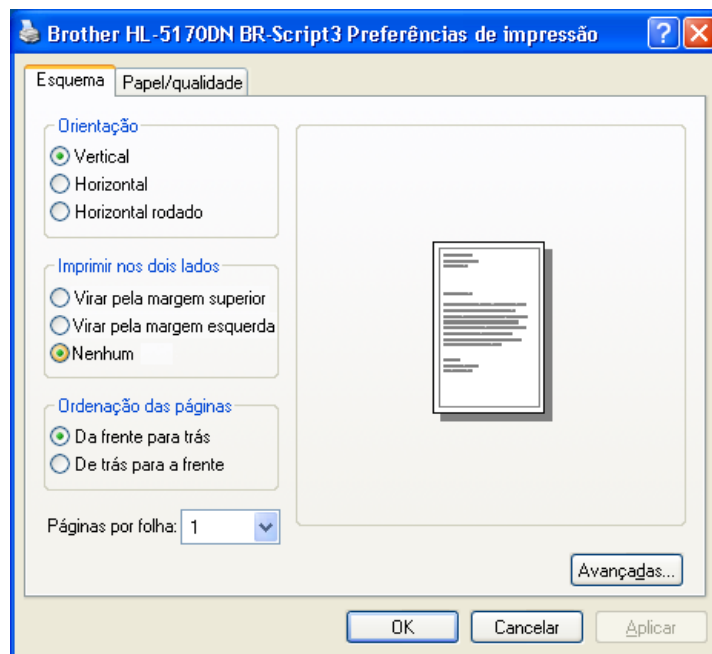 Brother HL-5170DN BR-Script3 Preferências de impressão
Esquema
Papel/qualidade
Orientação
Vertical
Horizontal
Horizontal rodado
Imprimir nos dois lados
Virar pela margem superior
Virar pela margem esquerda
Nenhum
Ordenação das páginas
Da frente para trás
De trás para a frente
Páginas por folha: 1
Avançadas...
OK
Cancelar
Aplicar